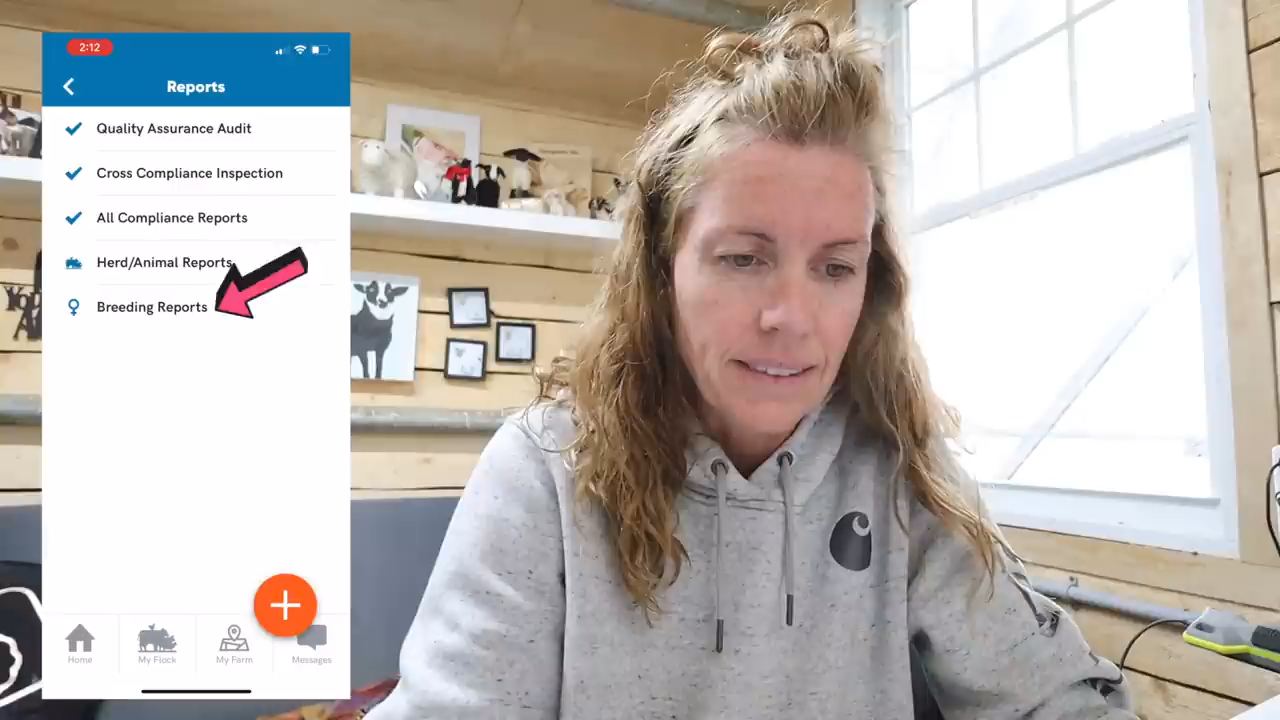 2:12
Reports
Quality Assurance Audit
Cross Compliance Inspection
All Compliance Reports
Herd/Animal Reports
Breeding Reports
Home
My Flock
My Farm
Messages